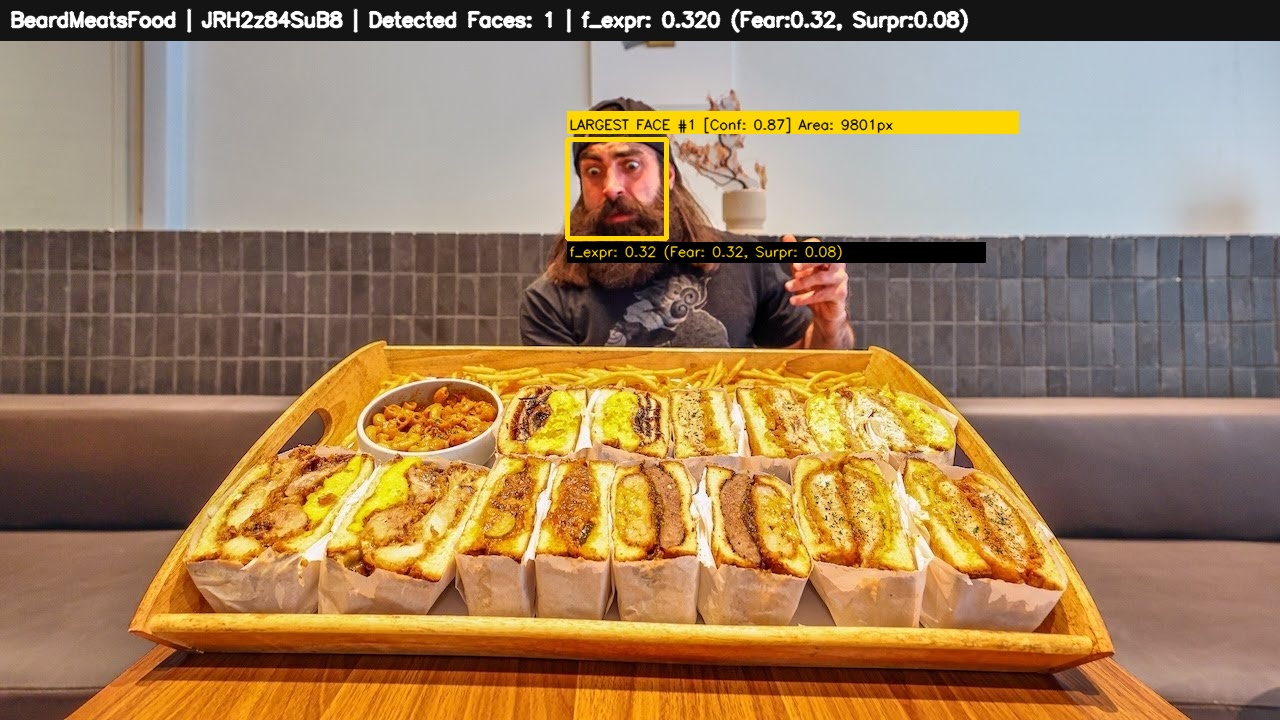 BeardMeatsFood | JRH2z84SuB8 | Detected Faces: 1 | f_expr: 0.320 (Fear:0.32, Surpr:0.08)
LARGEST FACE #1 [Conf: 0.87] Area: 9801px
f_expr: 0.32 (Fear: 0.32, Surpr: 0.08)